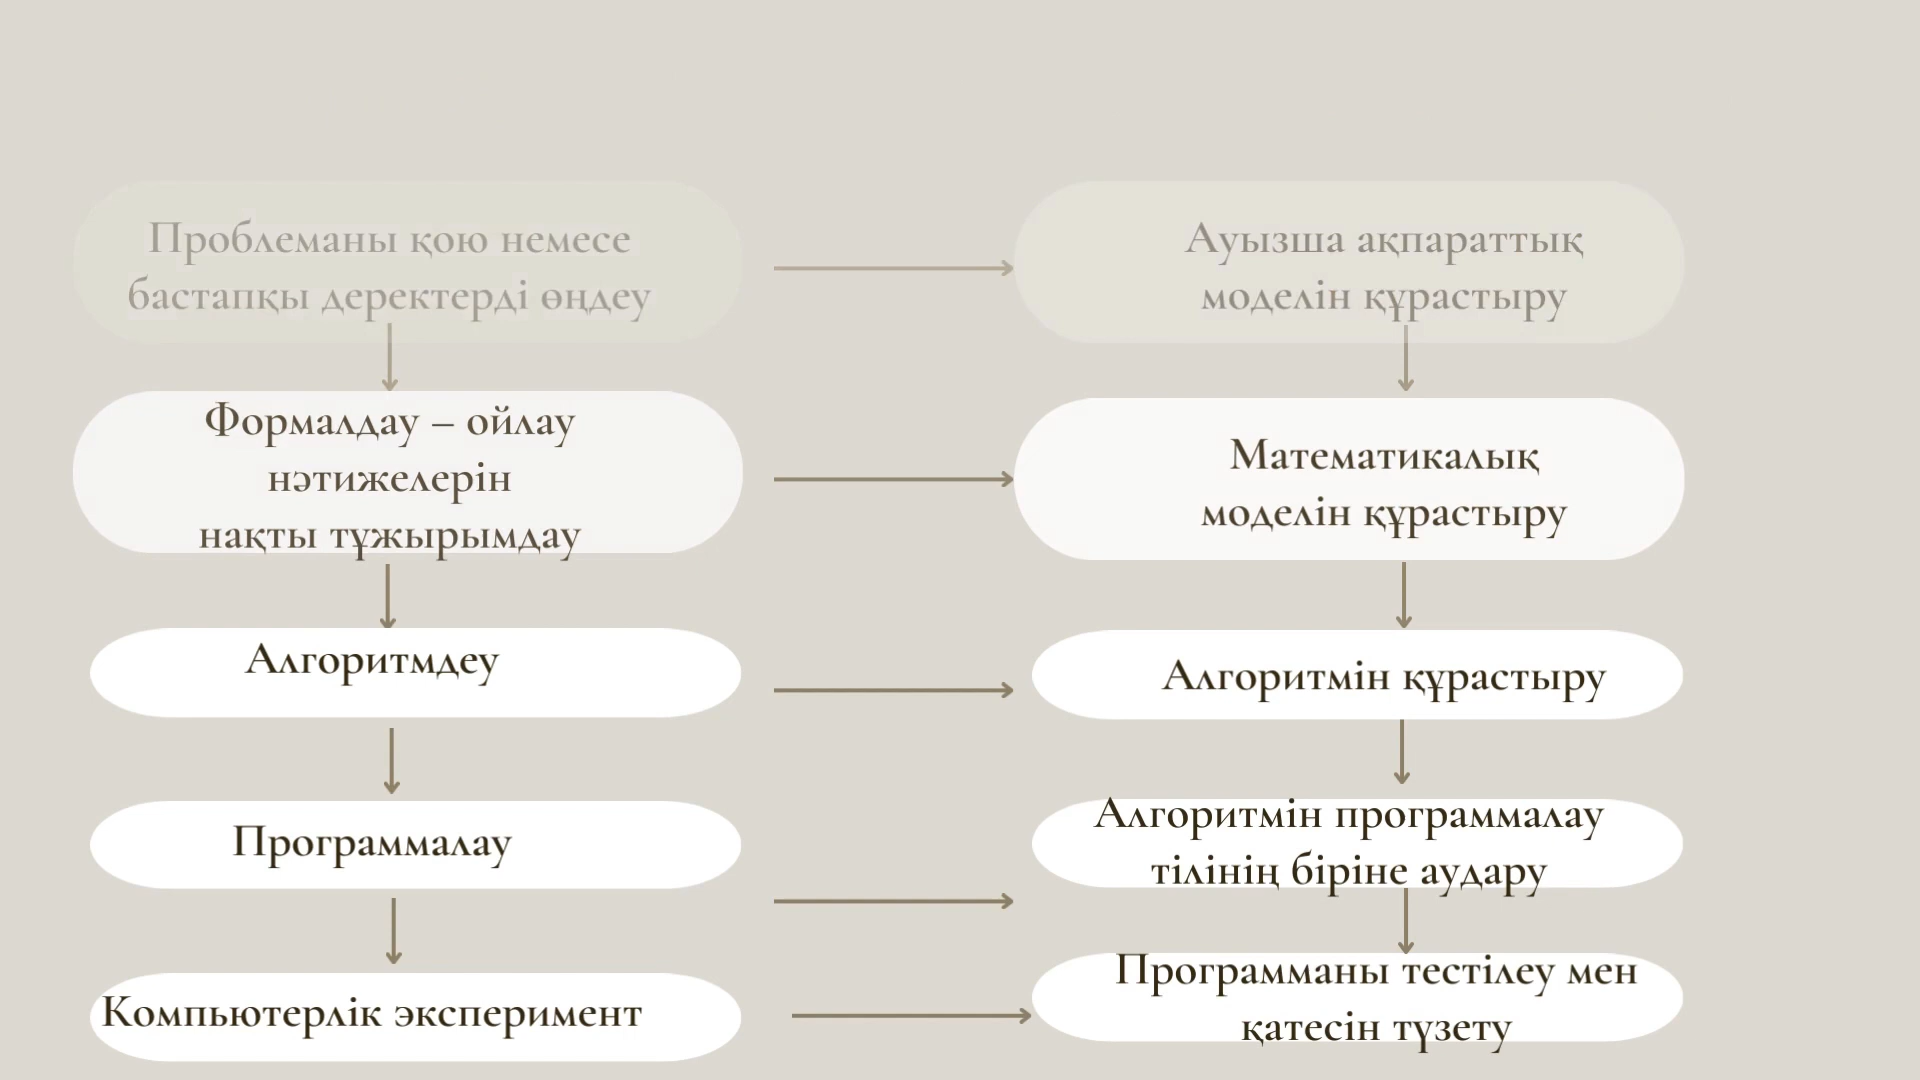 Проблеманы қою немесе
бастапқы деректерді өңдеу
Ауызша ақпараттық
моделін құрастыру
Формалдау – ойлау
нәтижелерін
нақты тұжырымдау
Математикалық
моделін құрастыру
Алгоритмдеу
Алгоритмін құрастыру
Программалау
Алгоритмін программалау
тілінің біріне аудару
Компьютерлік эксперимент
Программаны тестілеу мен
қатесін түзету